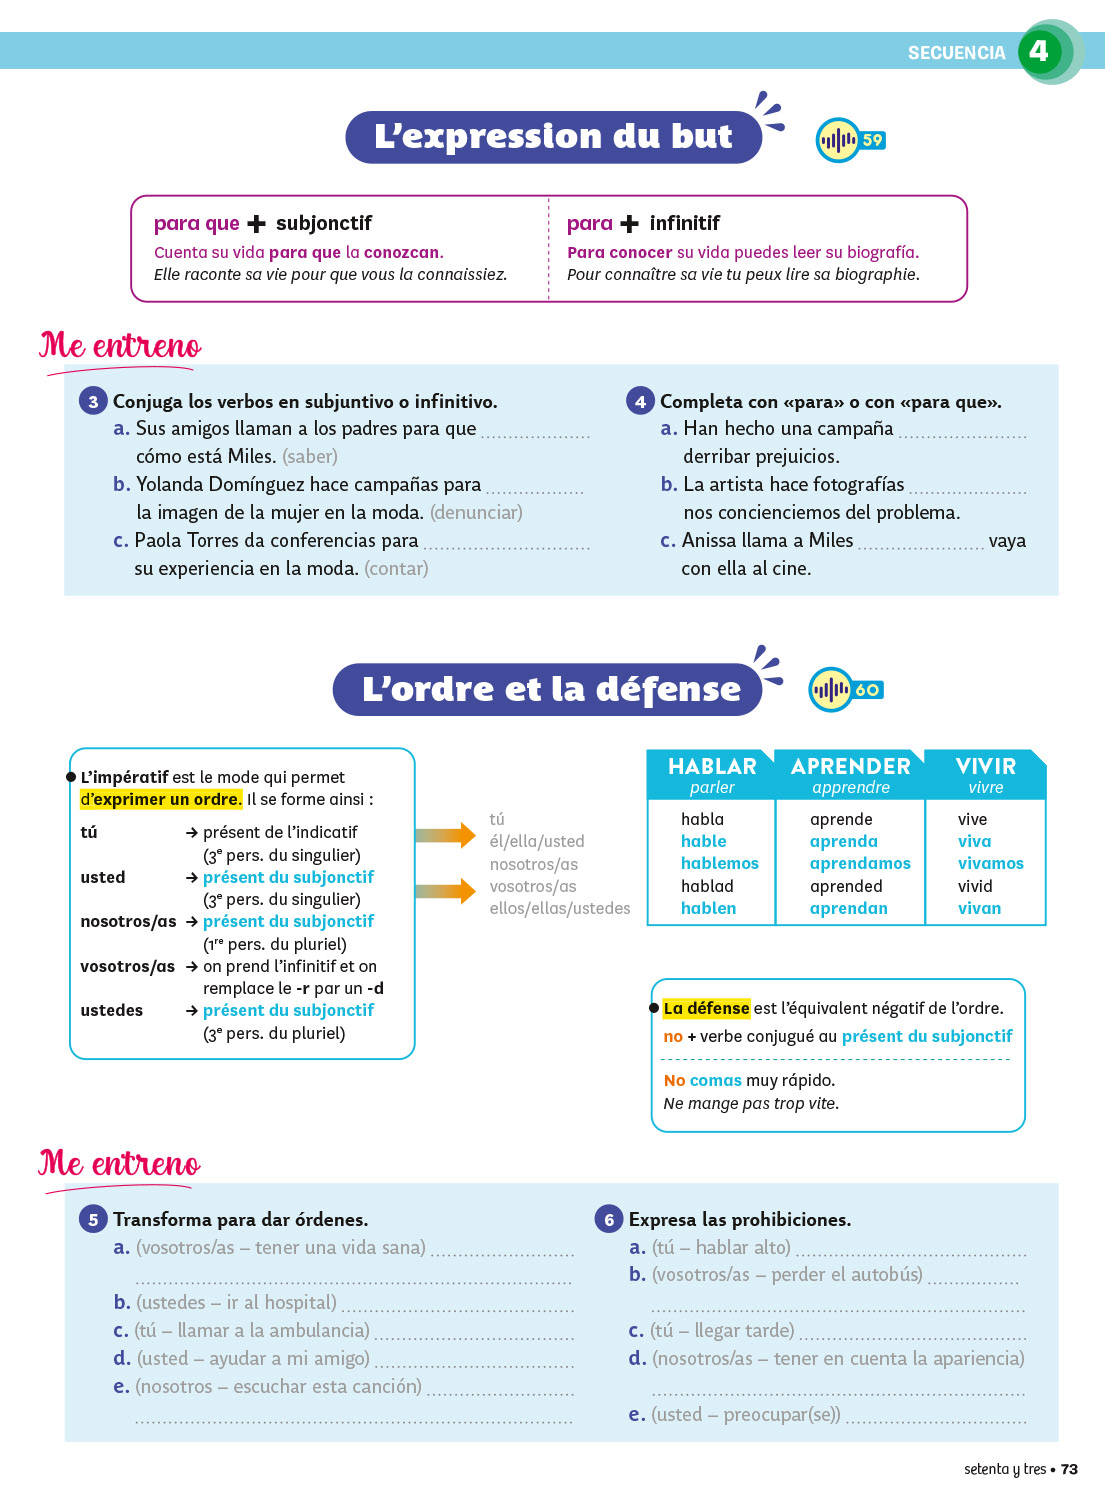 SECUENCIA 4
L'expression du but
59
para que + subjonctif
Cuenta su vida para que la conozcan.
Elle raconte sa vie pour que vous la connaissiez.
para + infinitif
Para conocer su vida puedes leer su biografía.
Pour connaître sa vie tu peux lire sa biographie.
Me entreno
3 Conjuga los verbos en subjuntivo o infinitivo.
a. Sus amigos llaman a los padres para que ....................
cómo está Miles. (saber)
b. Yolanda Domínguez hace campañas para ..................
la imagen de la mujer en la moda. (denunciar)
c. Paola Torres da conferencias para ..............................
su experiencia en la moda. (contar)
4 Completa con «para» o con «para que».
a. Han hecho una campaña .......................
derribar prejuicios.
b. La artista hace fotografías .....................
nos conciencemos del problema.
c. Anissa llama a Miles ....................... vaya
con ella al cine.
L'ordre et la défense
60
• L'impératif est le mode qui permet
d'exprimer un ordre. Il se forme ainsi :
tú → présent de l'indicatif
(3e pers. du singulier)
usted → présent du subjonctif
(3e pers. du singulier)
nosotros/as → présent du subjonctif
(1re pers. du pluriel)
vosotros/as → on prend l'infinitif et on
remplace le -r par un -d
ustedes → présent du subjonctif
(3e pers. du pluriel)
HABLAR APRENDER VIVIR
parler apprendre vivre
tú habla aprende vive
él/ella/usted hable aprenda viva
nosotros/as hablemos aprendamos vivamos
vosotros/as hablad aprended vivid
ellos/ellas/ustedes hablen aprendan vivan
• La défense est l'équivalent négatif de l'ordre.
no + verbe conjugué au présent du subjonctif
No comas muy rápido.
Ne mange pas trop vite.
Me entreno
5 Transforma para dar órdenes.
a. (vosotros/as – tener una vida sana) ..........................
................................................................................
b. (ustedes – ir al hospital) ..........................................
c. (tú – llamar a la ambulancia) ....................................
d. (usted – ayudar a mi amigo) ....................................
e. (nosotros – escuchar esta canción) ...........................
................................................................................
6 Expresa las prohibiciones.
a. (tú – hablar alto) ..........................................
b. (vosotros/as – perder el autobús) .................
....................................................................
c. (tú – llegar tarde) .........................................
d. (nosotros/as – tener en cuenta la apariencia)
....................................................................
e. (usted – preocupar(se)) .................................
setenta y tres • 73